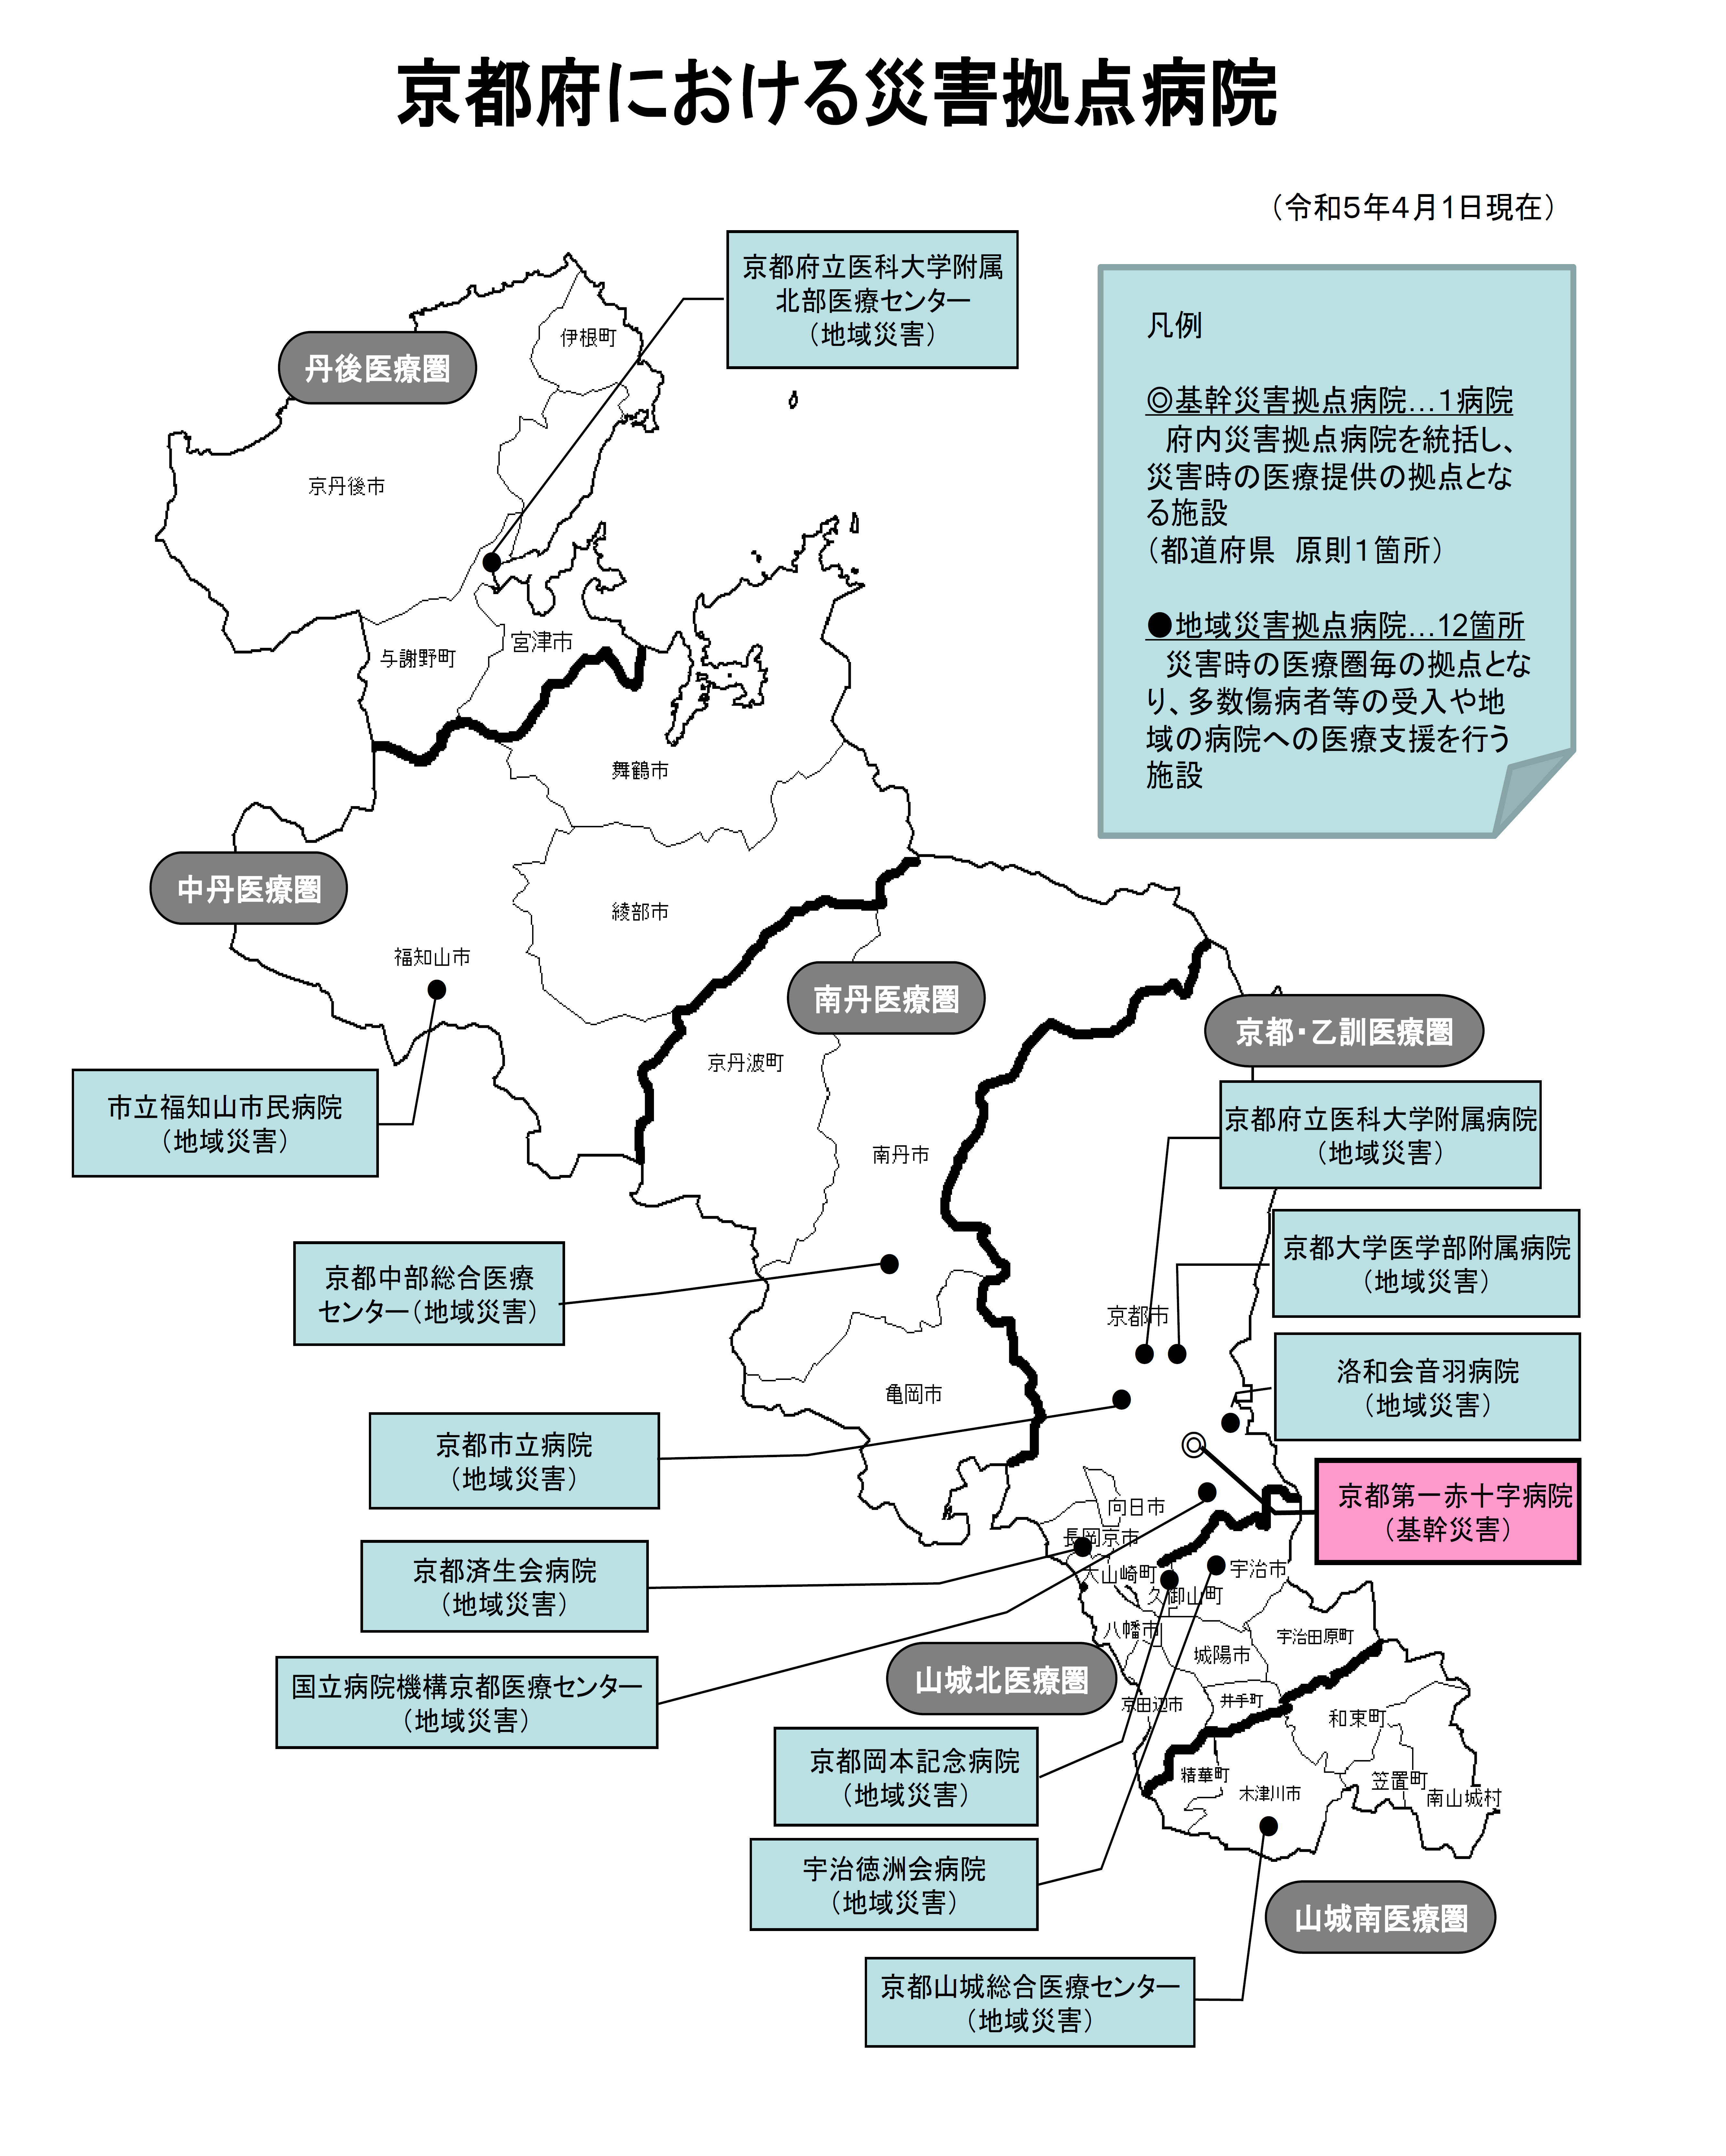 京都府における災害拠点病院
（令和５年４月１日現在）
京都府立医科大学附属
北部医療センター
（地域災害）
凡例
◎基幹災害拠点病院…１病院
府内災害拠点病院を統括し、
災害時の医療提供の拠点とな
る施設
（都道府県　原則１箇所）
●地域災害拠点病院…12箇所
災害時の医療圏毎の拠点とな
り、多数傷病者等の受入や地
域の病院への医療支援を行う
施設
丹後医療圏
伊根町
京丹後市
宮津市
与謝野町
舞鶴市
中丹医療圏
綾部市
福知山市
南丹医療圏
京都・乙訓医療圏
京丹波町
市立福知山市民病院
（地域災害）
京都府立医科大学附属病院
（地域災害）
南丹市
京都大学医学部附属病院
（地域災害）
京都中部総合医療
センター（地域災害）
京都市
洛和会音羽病院
（地域災害）
亀岡市
京都市立病院
（地域災害）
京都第一赤十字病院
（基幹災害）
向日市
長岡京市
京都済生会病院
（地域災害）
大山崎町
宇治市
久御山町
八幡市
城陽市
宇治田原町
国立病院機構京都医療センター
（地域災害）
山城北医療圏
京田辺市
井手町
和束町
京都岡本記念病院
（地域災害）
精華町
木津川市
笠置町
南山城村
宇治徳洲会病院
（地域災害）
山城南医療圏
京都山城総合医療センター
（地域災害）